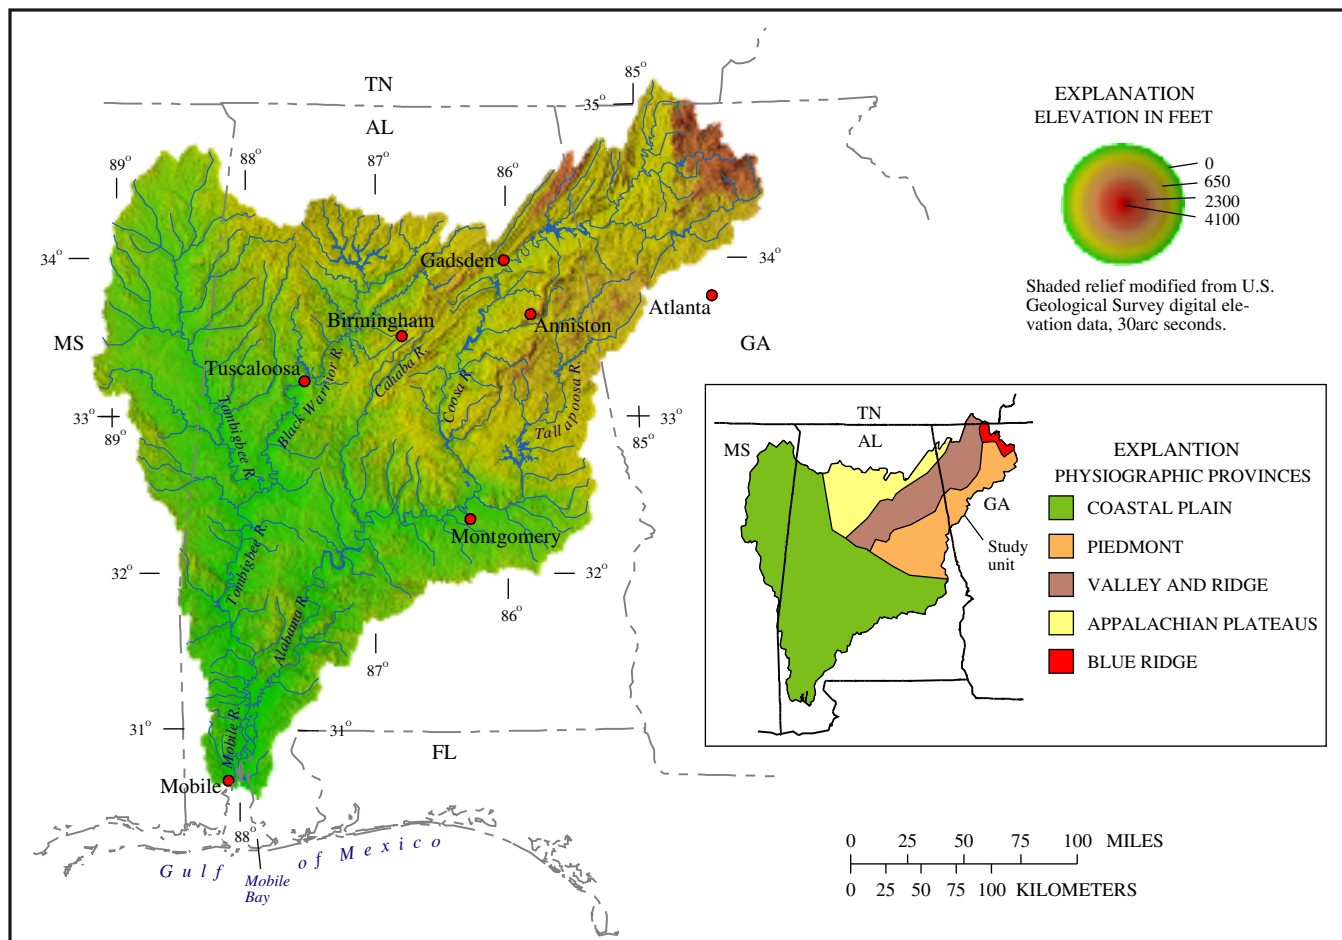 TN
AL
85°
35°
89°
88°
87°
86°
34°
34°
Gadsden
Atlanta
Birmingham
Anniston
MS
GA
Tuscaloosa
Black Warrior R.
Cahaba R.
Coosa R.
Tallapoosa R.
Tombigbee R.
33°
89°
33°
85°
Montgomery
Tombigbee R.
32°
32°
86°
Alabama R.
87°
31°
31°
Mobile R.
FL
Mobile
88°
Gulf of Mexico
Mobile
Bay
EXPLANATION
ELEVATION IN FEET
0
650
2300
4100
Shaded relief modified from U.S.
Geological Survey digital ele-
vation data, 30arc seconds.
TN
AL
MS
GA
Study
unit
EXPLANTION
PHYSIOGRAPHIC PROVINCES
COASTAL PLAIN
PIEDMONT
VALLEY AND RIDGE
APPALACHIAN PLATEAUS
BLUE RIDGE
0 25 50 75 100 MILES
0 25 50 75 100 KILOMETERS